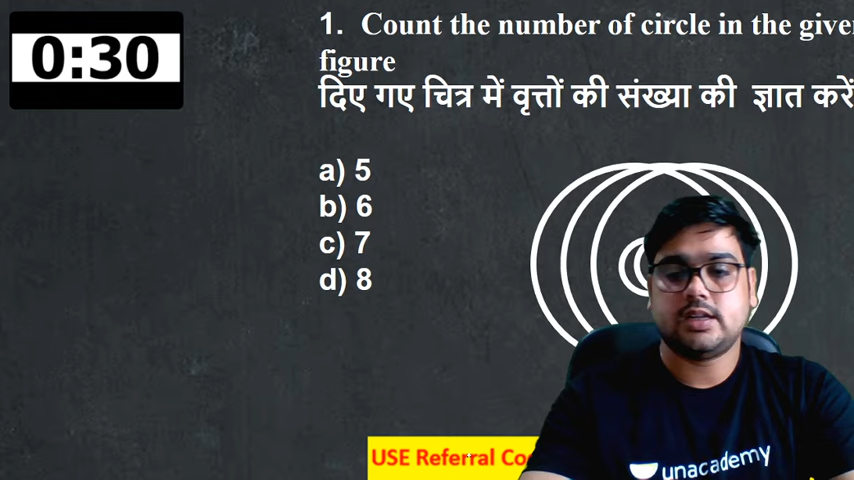 0:30
1. Count the number of circle in the given
figure
दिए गए चित्र में वृत्तों की संख्या की ज्ञात करें
a) 5
b) 6
c) 7
d) 8
USE Referral Co
unacademy